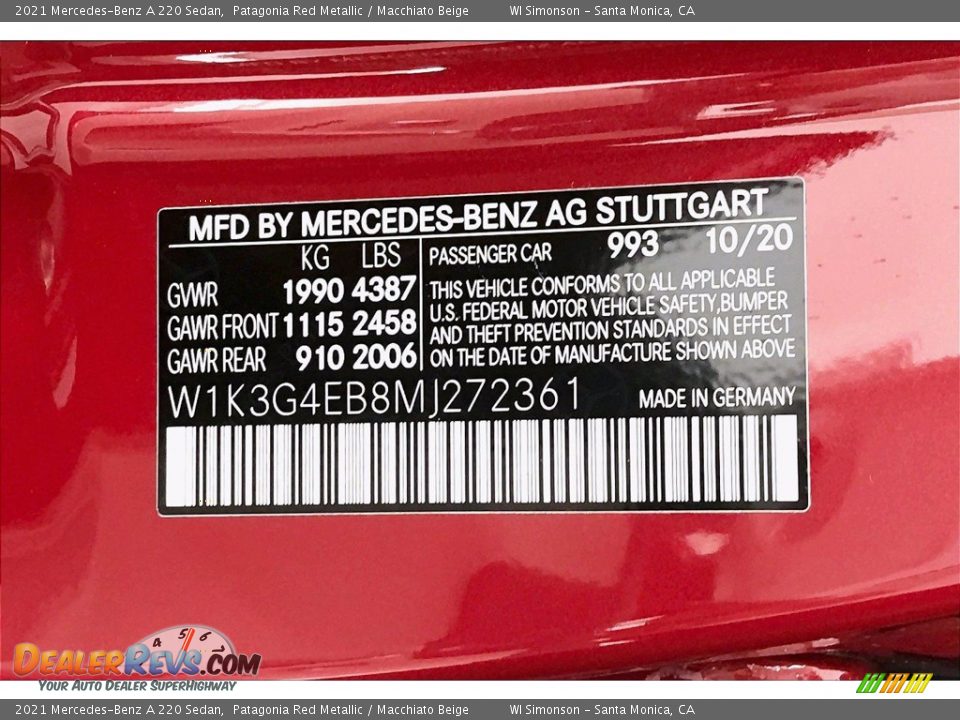 2021 Mercedes-Benz A 220 Sedan, Patagonia Red Metallic / Macchiato Beige WI Simonson - Santa Monica, CA
MFD BY MERCEDES-BENZ AG STUTTGART
KG LBS
GVWR 1990 4387
GAWR FRONT 1115 2458
GAWR REAR 910 2006
PASSENGER CAR 993 10/20
THIS VEHICLE CONFORMS TO ALL APPLICABLE
U.S. FEDERAL MOTOR VEHICLE SAFETY,BUMPER
AND THEFT PREVENTION STANDARDS IN EFFECT
ON THE DATE OF MANUFACTURE SHOWN ABOVE
W1K3G4EB8MJ272361 MADE IN GERMANY
4 5 6
DEALERREVS.COM
YOUR AUTO DEALER SUPERHIGHWAY
2021 Mercedes-Benz A 220 Sedan, Patagonia Red Metallic / Macchiato Beige WI Simonson - Santa Monica, CA